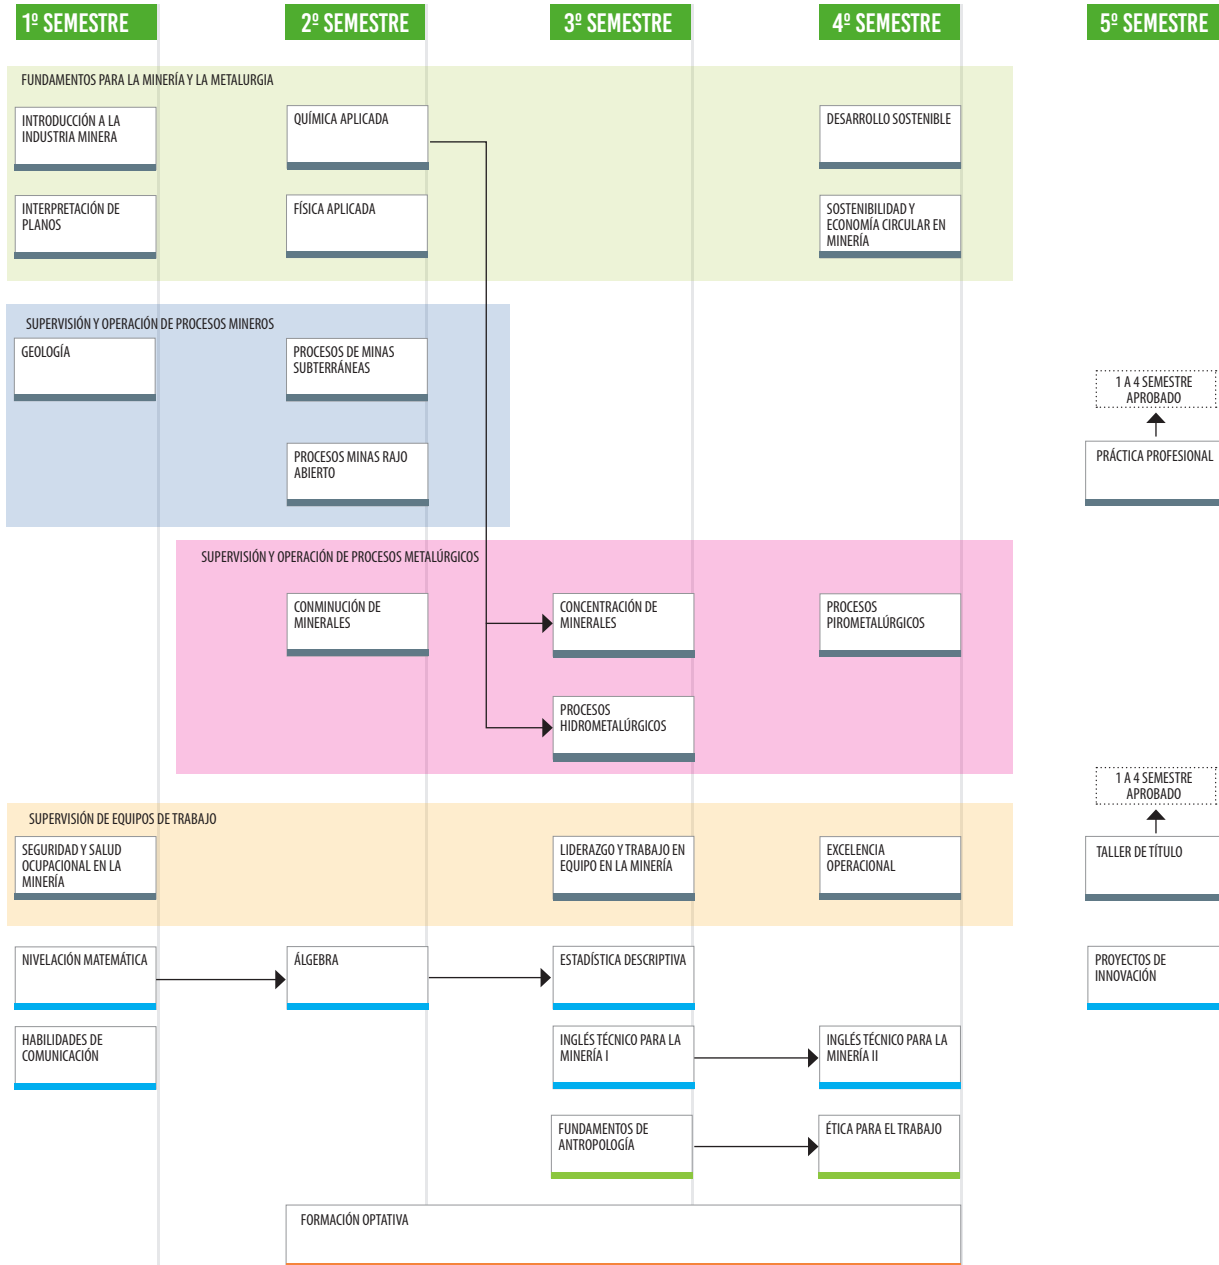 1º SEMESTRE
2º SEMESTRE
3º SEMESTRE
4º SEMESTRE
5º SEMESTRE
FUNDAMENTOS PARA LA MINERÍA Y LA METALURGIA
INTRODUCCIÓN A LA
INDUSTRIA MINERA
QUÍMICA APLICADA
DESARROLLO SOSTENIBLE
INTERPRETACIÓN DE
PLANOS
FÍSICA APLICADA
SOSTENIBILIDAD Y
ECONOMÍA CIRCULAR EN
MINERÍA
SUPERVISIÓN Y OPERACIÓN DE PROCESOS MINEROS
GEOLOGÍA
PROCESOS DE MINAS
SUBTERRÁNEAS
1 A 4 SEMESTRE
APROBADO
PROCESOS MINAS RAJO
ABIERTO
PRÁCTICA PROFESIONAL
SUPERVISIÓN Y OPERACIÓN DE PROCESOS METALÚRGICOS
CONMINUCIÓN DE
MINERALES
CONCENTRACIÓN DE
MINERALES
PROCESOS
PIROMETALÚRGICOS
PROCESOS
HIDROMETALÚRGICOS
1 A 4 SEMESTRE
APROBADO
SUPERVISIÓN DE EQUIPOS DE TRABAJO
SEGURIDAD Y SALUD
OCUPACIONAL EN LA
MINERÍA
LIDERAZGO Y TRABAJO EN
EQUIPO EN LA MINERÍA
EXCELENCIA
OPERACIONAL
TALLER DE TÍTULO
NIVELACIÓN MATEMÁTICA
ÁLGEBRA
ESTADÍSTICA DESCRIPTIVA
PROYECTOS DE
INNOVACIÓN
HABILIDADES DE
COMUNICACIÓN
INGLÉS TÉCNICO PARA LA
MINERÍA I
INGLÉS TÉCNICO PARA LA
MINERÍA II
FUNDAMENTOS DE
ANTROPOLOGÍA
ÉTICA PARA EL TRABAJO
FORMACIÓN OPTATIVA